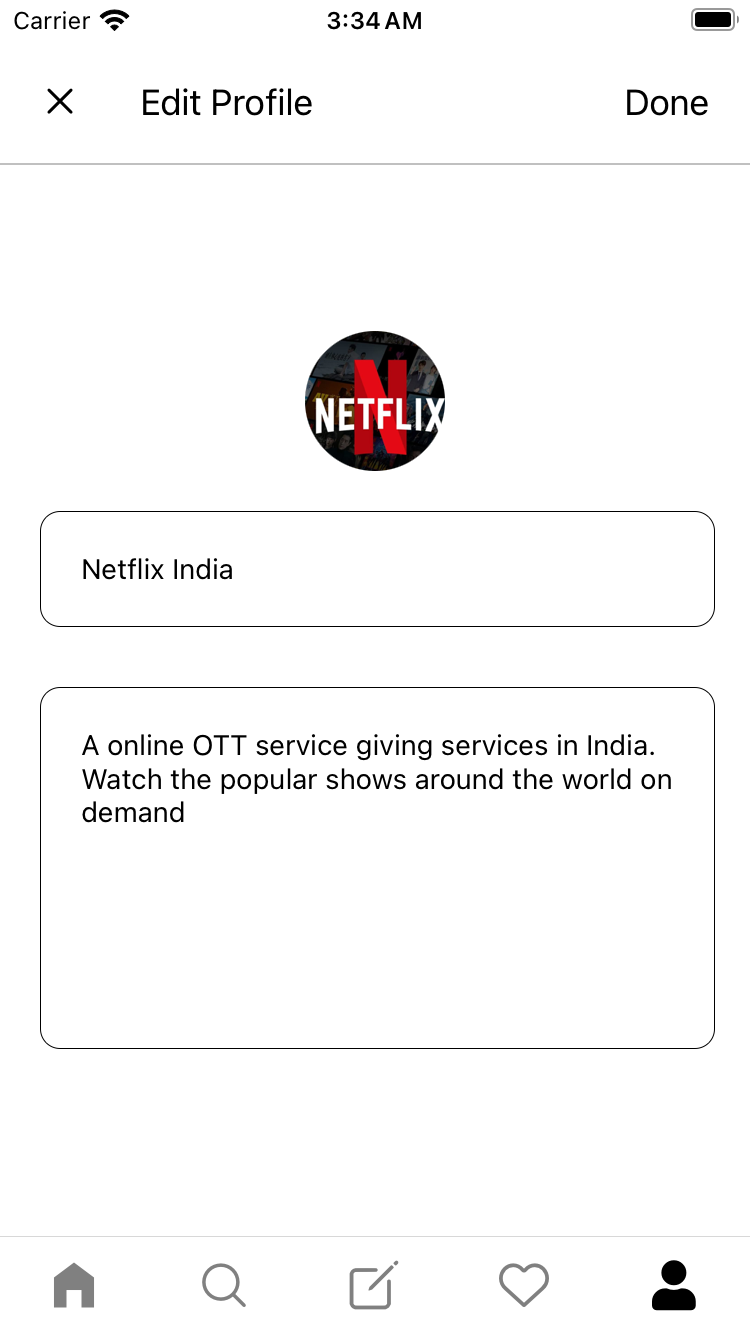 Carrier 3:34 AM
Edit Profile Done
NETFLIX
Netflix India
A online OTT service giving services in India.
Watch the popular shows around the world on
demand